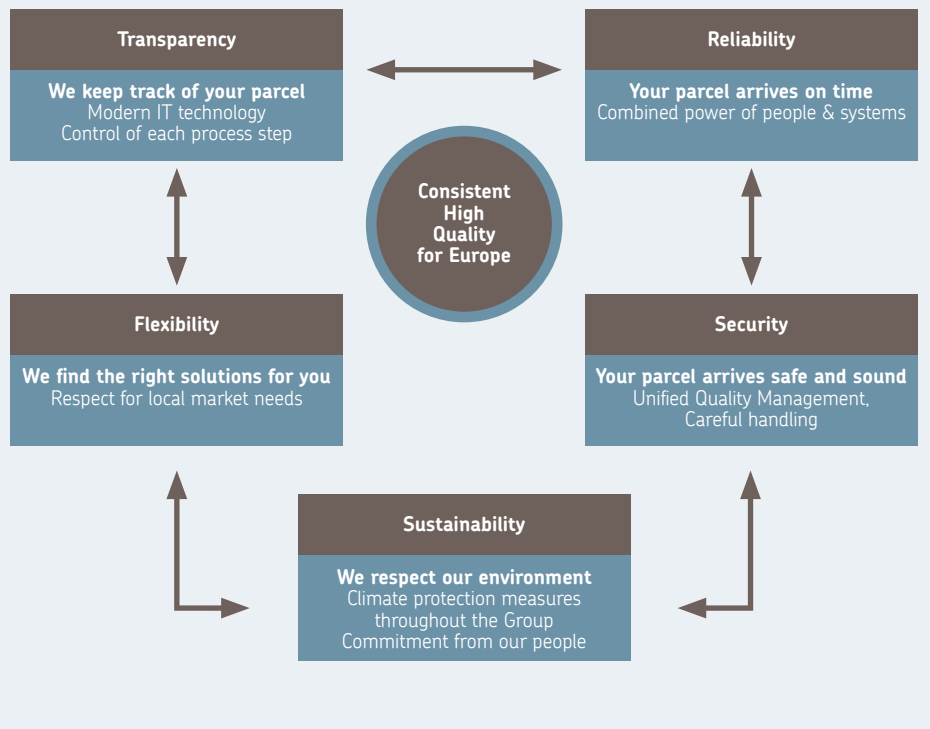 Transparency
We keep track of your parcel
Modern IT technology
Control of each process step
Reliability
Your parcel arrives on time
Combined power of people & systems
Consistent
High
Quality
for Europe
Flexibility
We find the right solutions for you
Respect for local market needs
Security
Your parcel arrives safe and sound
Unified Quality Management,
Careful handling
Sustainability
We respect our environment
Climate protection measures
throughout the Group
Commitment from our people